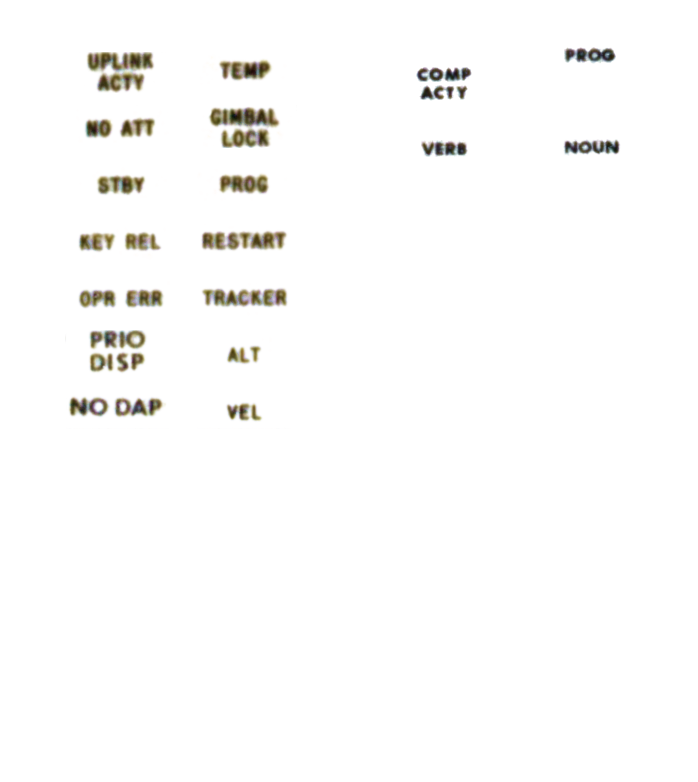 UPLINK
ACTY
TEMP
NO ATT
GIMBAL
LOCK
STBY
PROG
KEY REL
RESTART
OPR ERR
TRACKER
PRIO
DISP
ALT
NO DAP
VEL
PROG
COMP
ACTY
VERB
NOUN